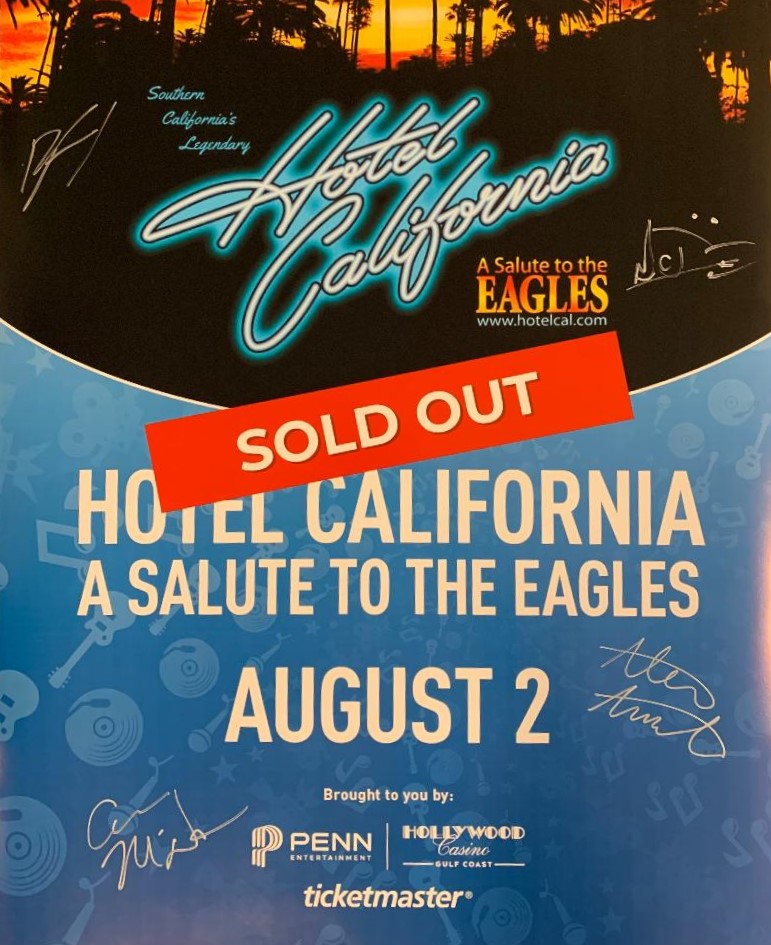 Southern
California's
Legendary
Hotel
California
A Salute to the
EAGLES
www.hotelcal.com
SOLD OUT
HOTEL CALIFORNIA
A SALUTE TO THE EAGLES
AUGUST 2
Brought to you by:
PENN
ENTERTAINMENT
HOLLYWOOD
Casino
GULF COAST
ticketmaster®